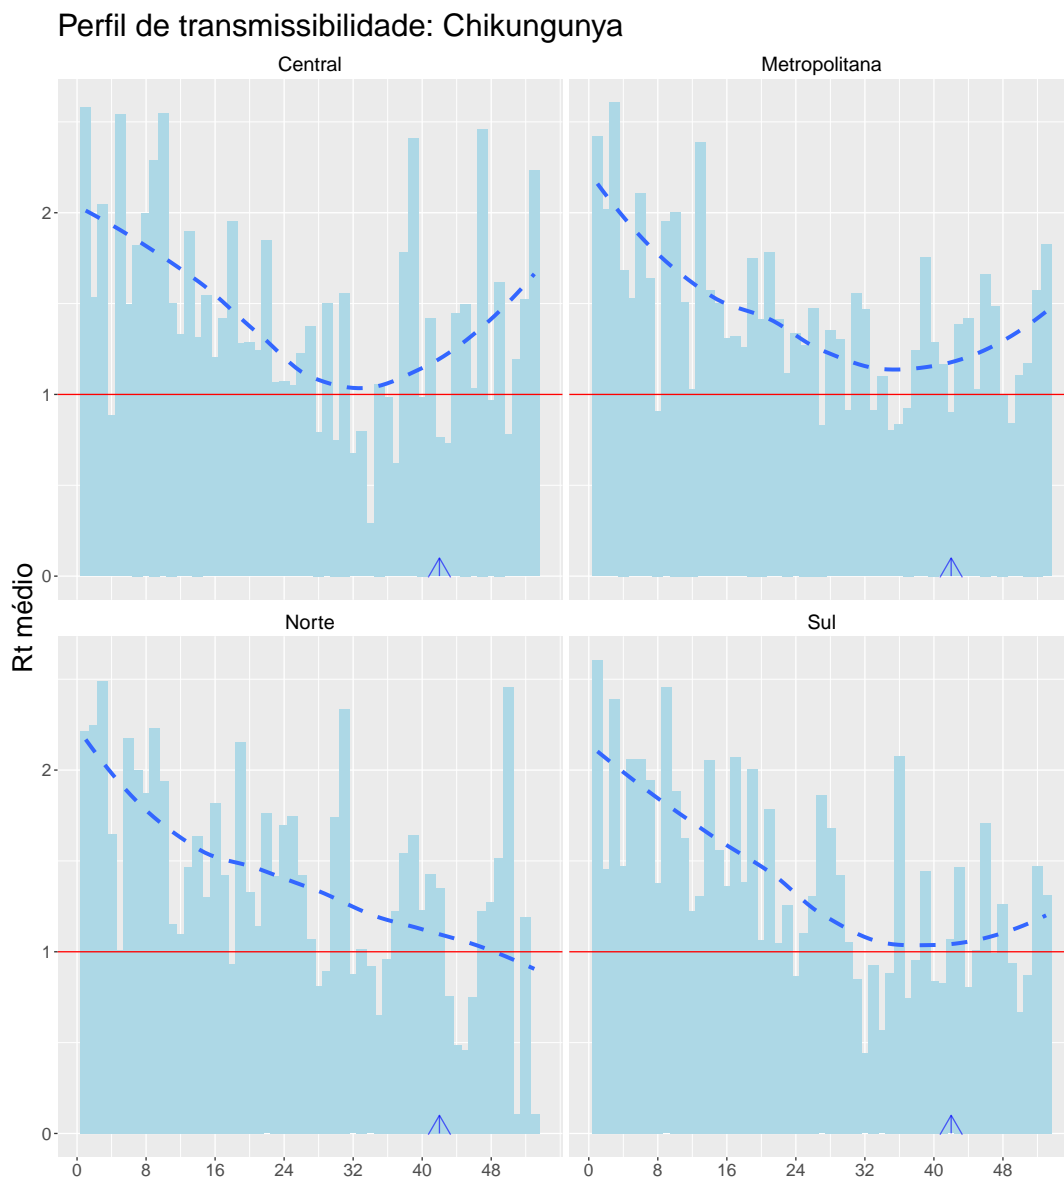 Perfil de transmissibilidade: Chikungunya
Central
Metropolitana
2
1
0
Rt médio
Norte
Sul
2
1
0
0 8 16 24 32 40 48
0 8 16 24 32 40 48